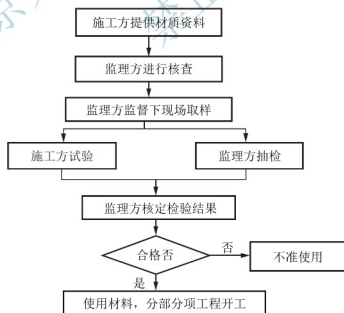 施工方提供材质资料
监理方进行核查
监理方监督下现场取样
施工方试验
监理方抽检
监理方核定检验结果
合格否
否
不准使用
是
使用材料，分部分项工程开工